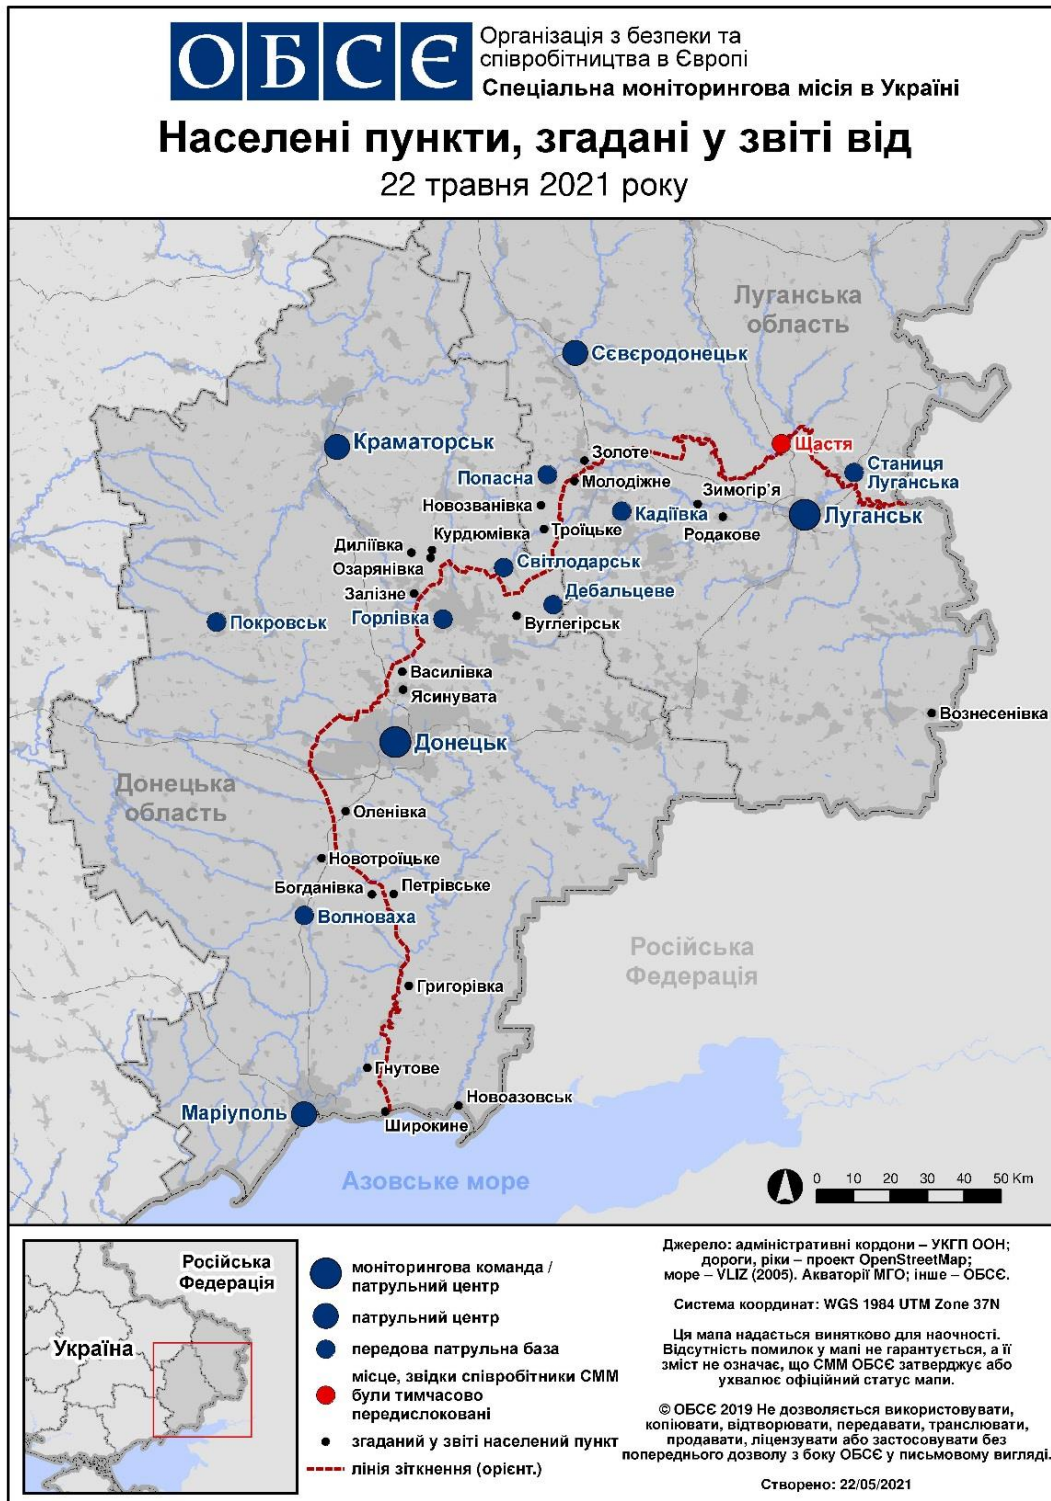 ОБСЄ
Організація з безпеки та
співробітництва в Європі
Спеціальна моніторингова місія в Україні
Населені пункти, згадані у звіті від
22 травня 2021 року
Луганська
область
Сєвєродонецьк
Краматорськ
Щастя
Золоте
Станиця
Луганська
Попасна
Молодіжне
Зимогір’я
Новозванівка
Кадіївка
Луганськ
Курдюмівка
Троїцьке
Родакове
Диліївка
Озарянівка
Світлодарськ
Залізне
Дебальцеве
Горлівка
Вуглегірськ
Покровськ
Василівка
Ясинувата
Вознесенівка
Донецьк
Донецька
область
Оленівка
Новотроїцьке
Богданівка
Петрівське
Волноваха
Російська
Федерація
Григорівка
Гнутове
Новоазовськ
Маріуполь
Широкине
Азовське море
0 10 20 30 40 50 Km
Російська
Федерація
Україна
моніторингова команда /
патрульний центр
патрульний центр
передова патрульна база
місце, звідки співробітники СММ
були тимчасово
передислоковані
згаданий у звіті населений пункт
лінія зіткнення (орієнт.)
Джерело: адміністративні кордони – УКГП ООН;
дороги, ріки – проект OpenStreetMap;
море – VLIZ (2005). Акваторії МГО; інше – ОБСЄ.
Система координат: WGS 1984 UTM Zone 37N
Ця мапа надається винятково для наочності.
Відсутність помилок у мапі не гарантується, а її
зміст не означає, що СММ ОБСЄ затверджує або
ухвалює офіційний статус мапи.
© ОБСЄ 2019 Не дозволяється використовувати,
копіювати, відтворювати, передавати, транслювати,
продавати, ліцензувати або застосовувати без
попереднього дозволу з боку ОБСЄ у письмовому вигляді.
Створено: 22/05/2021